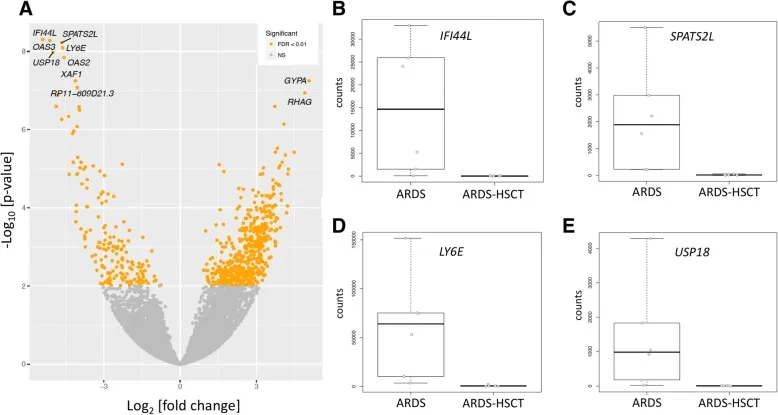 A
IFI44L
SPATS2L
OAS3
LY6E
USP18
OAS2
XAF1
RP11-609D21.3
GYPA
RHAG
Significant
FDR < 0.01
NS
8
6
4
2
0
-3
0
3
-Log10 [p-value]
Log2 [fold change]
B
IFI44L
counts
30000
25000
20000
15000
10000
5000
0
ARDS
ARDS-HSCT
C
SPATS2L
counts
5000
4000
3000
2000
1000
0
ARDS
ARDS-HSCT
D
LY6E
counts
150000
100000
50000
0
ARDS
ARDS-HSCT
E
USP18
counts
4000
3000
2000
1000
0
ARDS
ARDS-HSCT